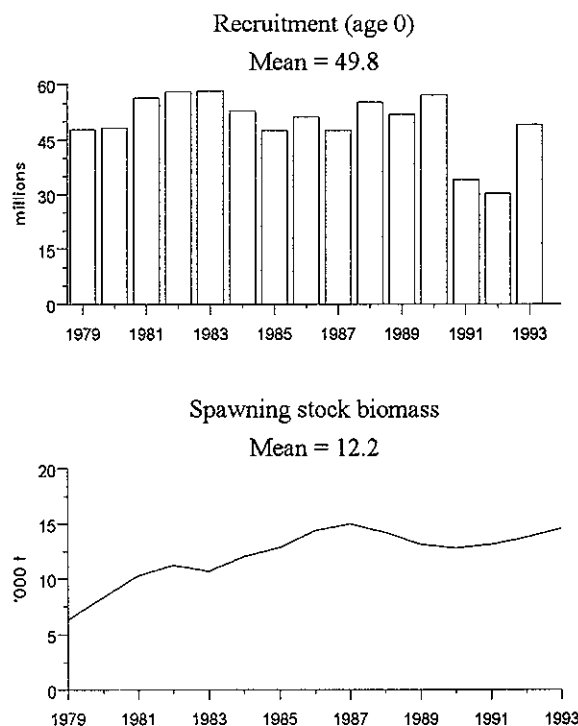 Recruitment (age 0)
Mean = 49.8
60
45
30
15
0
millions
1979 1981 1983 1985 1987 1989 1991 1993
Spawning stock biomass
Mean = 12.2
20
15
10
5
0
'000 t
1979 1981 1983 1985 1987 1989 1991 1993